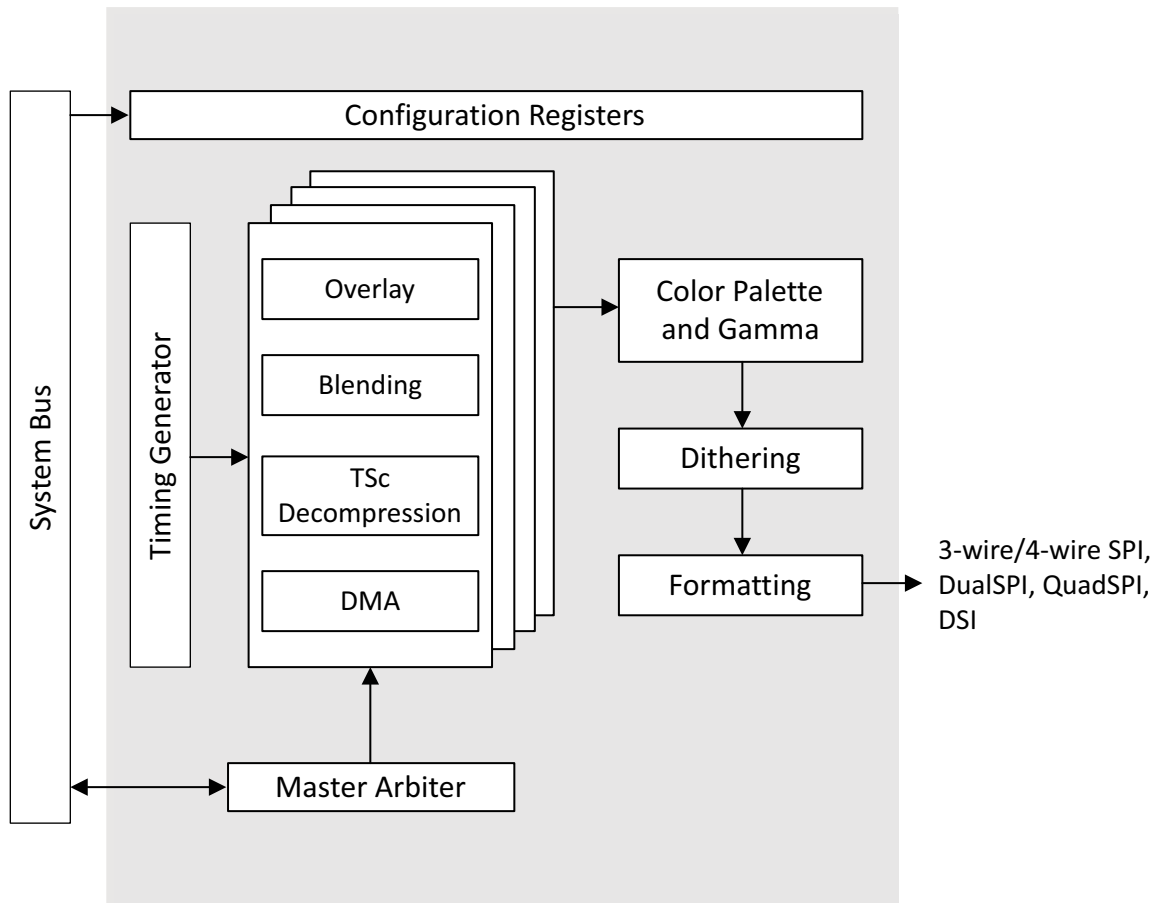 Configuration Registers
System Bus
Timing Generator
Overlay
Blending
TSc
Decompression
DMA
Color Palette
and Gamma
Dithering
Formatting
3-wire/4-wire SPI,
DualSPI, QuadSPI,
DSI
Master Arbiter